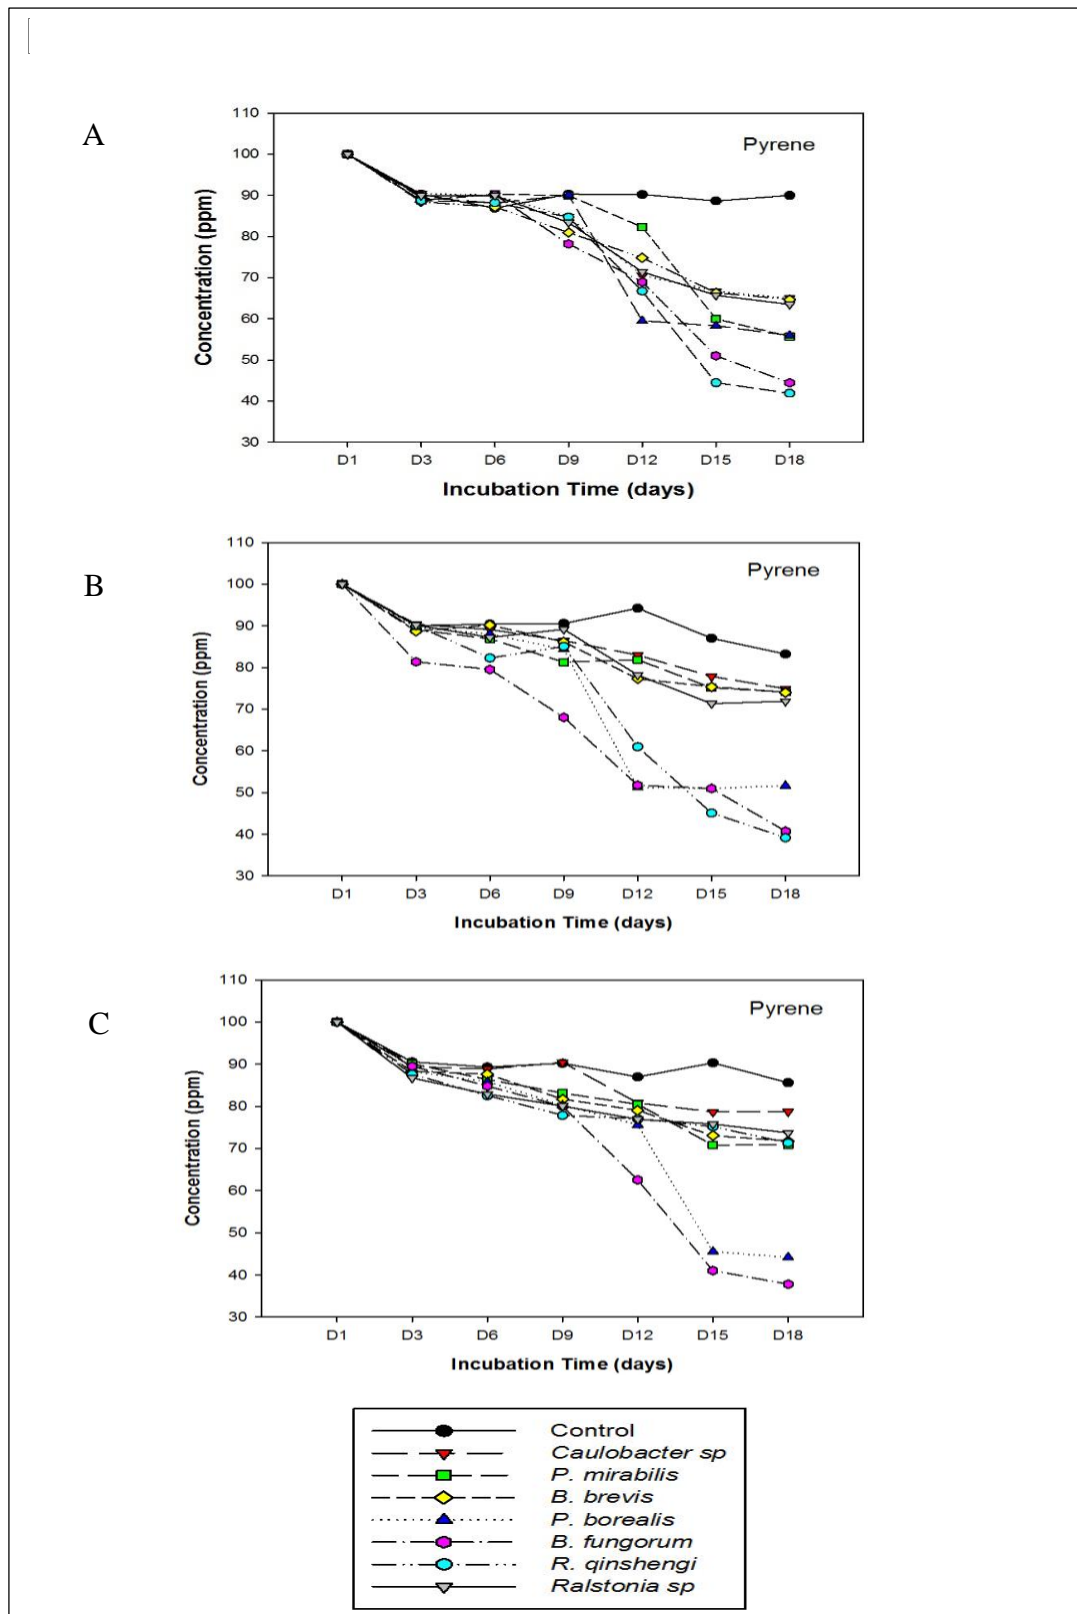 A
Pyrene
110
100
90
80
70
60
50
40
30
Concentration (ppm)
D1 D3 D6 D9 D12 D15 D18
Incubation Time (days)
B
Pyrene
110
100
90
80
70
60
50
40
30
Concentration (ppm)
D1 D3 D6 D9 D12 D15 D18
Incubation Time (days)
C
Pyrene
110
100
90
80
70
60
50
40
30
Concentration (ppm)
D1 D3 D6 D9 D12 D15 D18
Incubation Time (days)
Control
Caulobacter sp
P. mirabilis
B. brevis
P. borealis
B. fungorum
R. qinshengi
Ralstonia sp